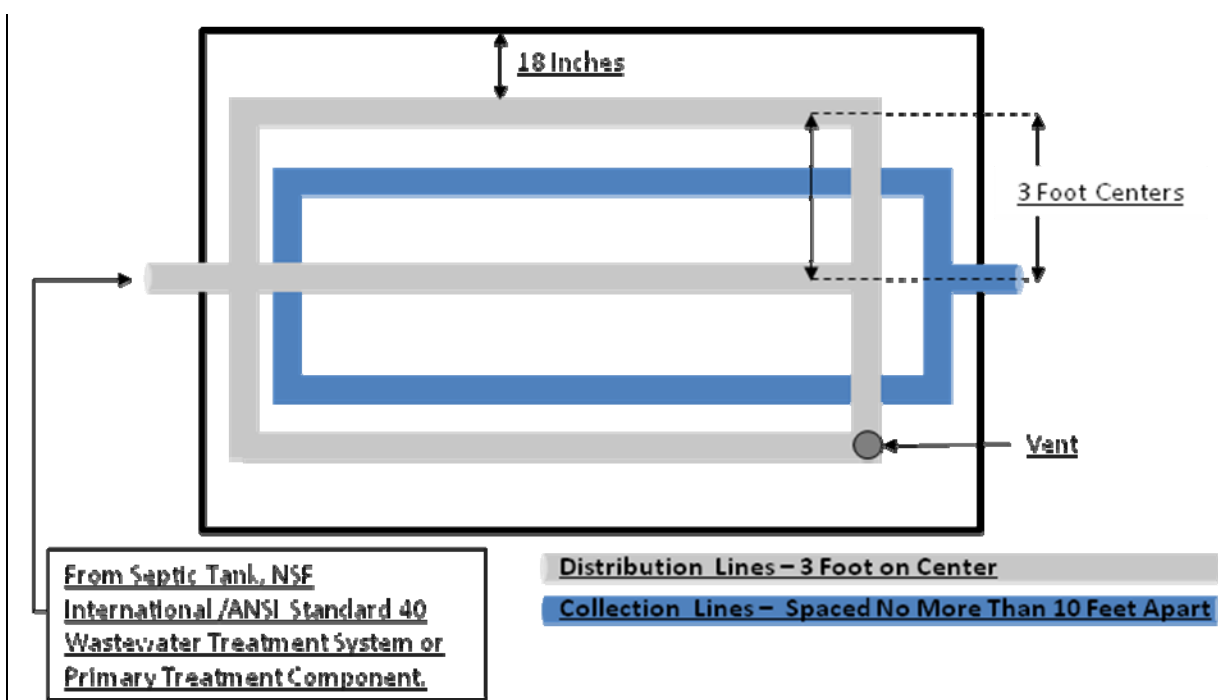 18 Inches
3 Foot Centers
Vent
From Septic Tank, NSF
International /ANSI Standard 40
Wastewater Treatment System or
Primary Treatment Component.
Distribution Lines – 3 Foot on Center
Collection Lines – Spaced No More Than 10 Feet Apart